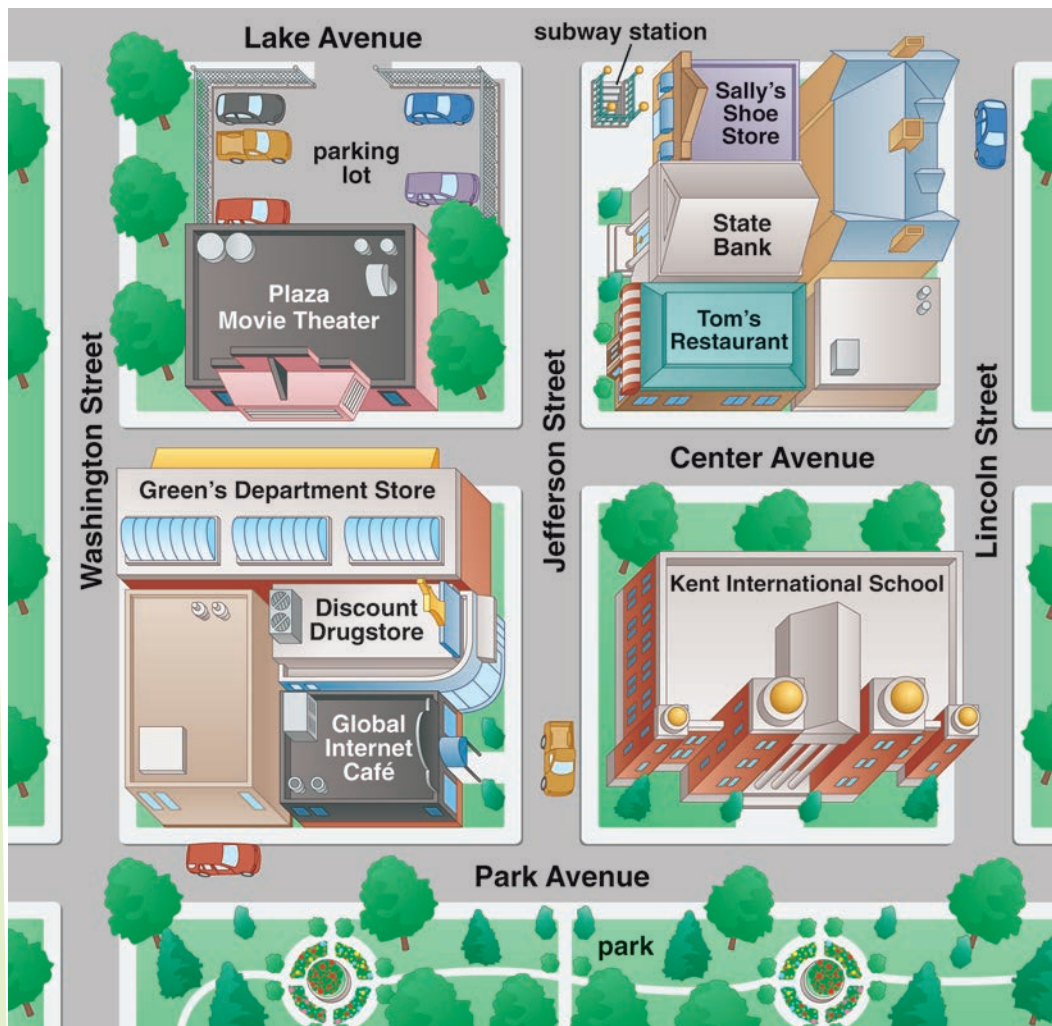 Lake Avenue
subway station
Sally's
Shoe
Store
parking
lot
State
Bank
Plaza
Movie Theater
Tom's
Restaurant
Washington Street
Jefferson Street
Lincoln Street
Center Avenue
Green's Department Store
Kent International School
Discount
Drugstore
Global
Internet
Café
Park Avenue
park